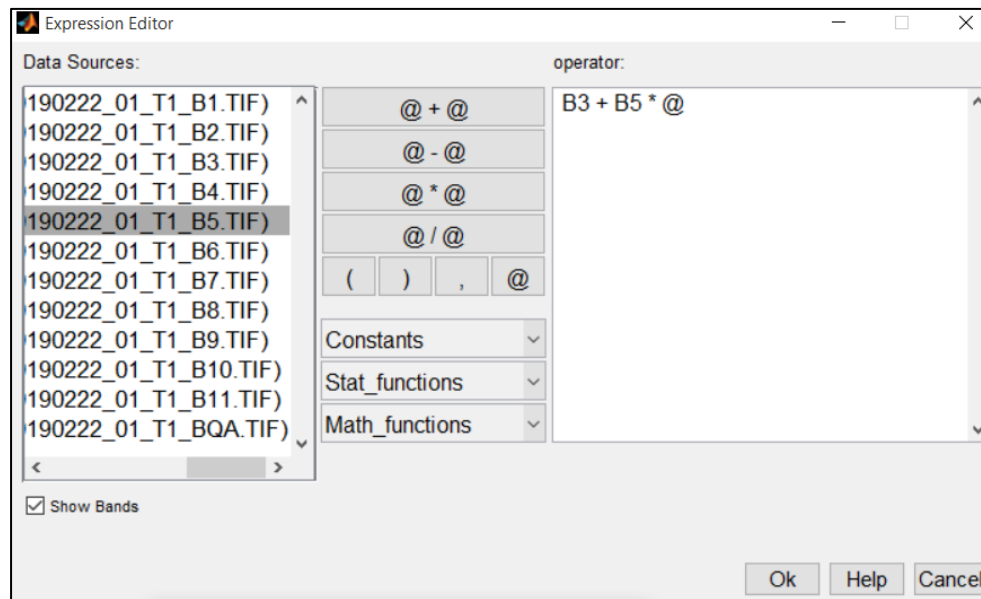 Expression Editor
Data Sources:
190222_01_T1_B1.TIF)
190222_01_T1_B2.TIF)
190222_01_T1_B3.TIF)
190222_01_T1_B4.TIF)
190222_01_T1_B5.TIF)
190222_01_T1_B6.TIF)
190222_01_T1_B7.TIF)
190222_01_T1_B8.TIF)
190222_01_T1_B9.TIF)
190222_01_T1_B10.TIF)
190222_01_T1_B11.TIF)
190222_01_T1_BQA.TIF)
Show Bands
@ + @
@ - @
@ * @
@ / @
( ) , @
Constants
Stat_functions
Math_functions
operator:
B3 + B5 * @
Ok Help Cancel